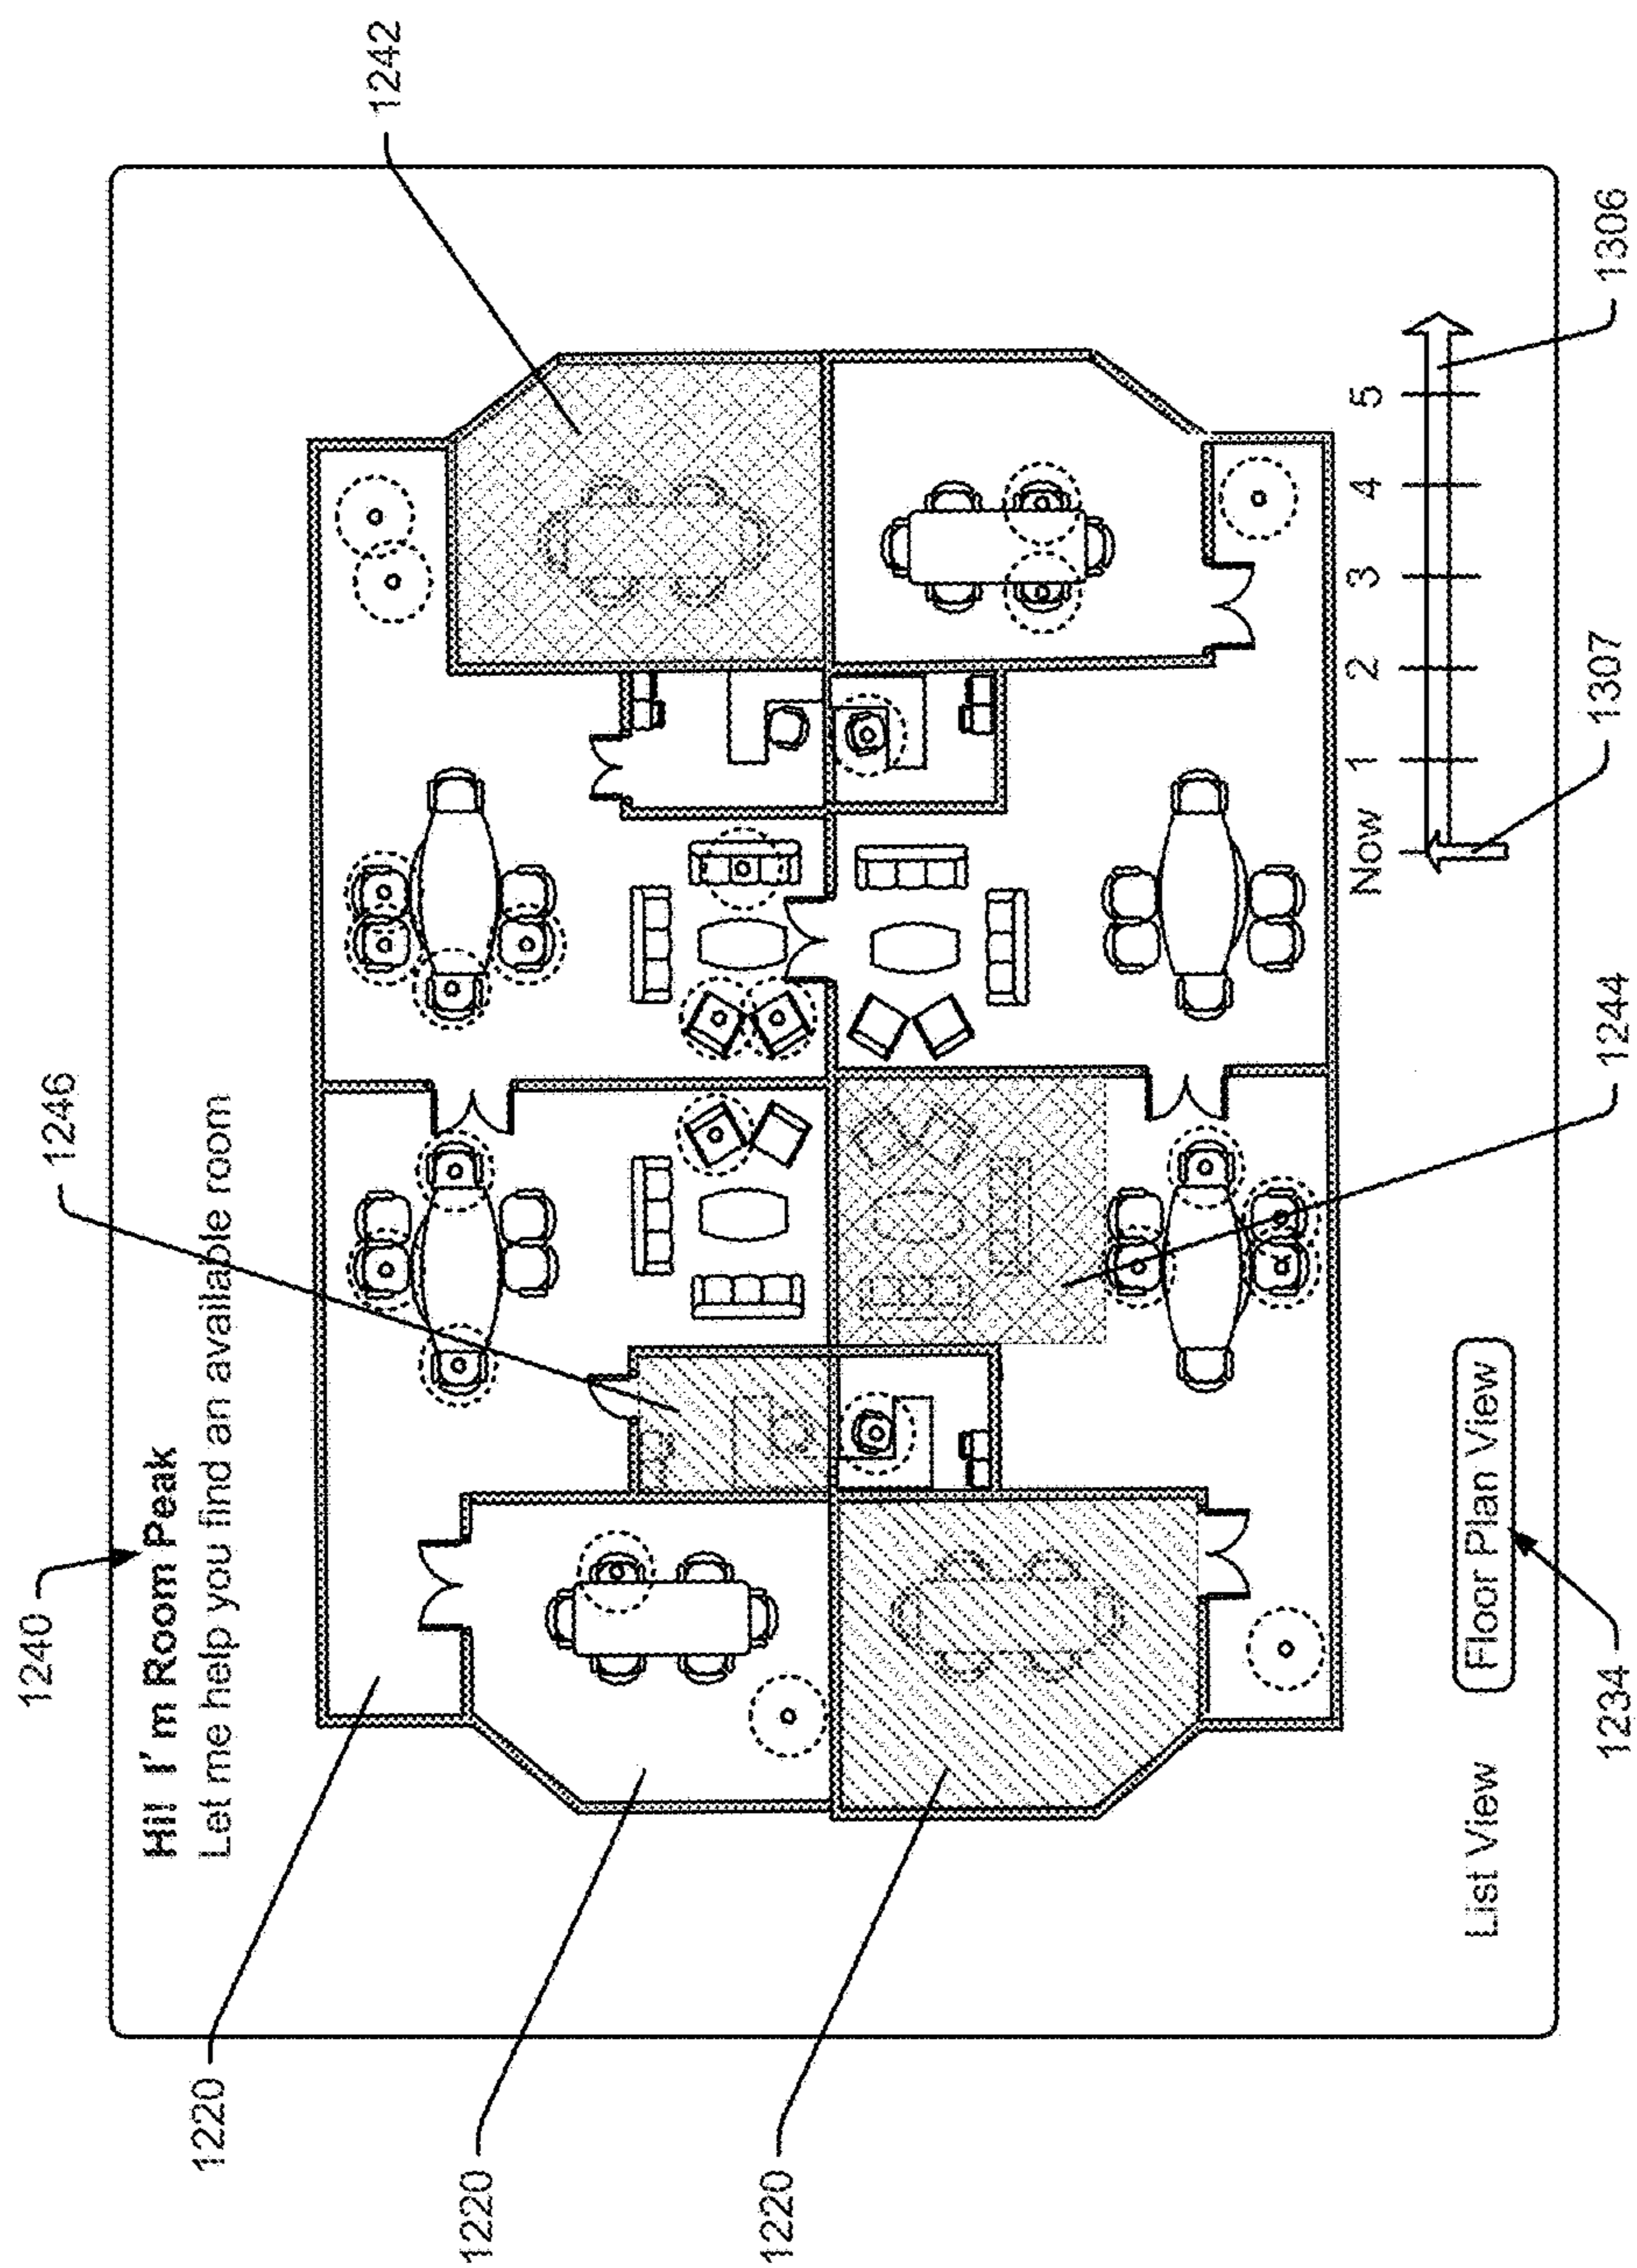 1240
Hi! I'm Room Peak
Let me help you find an available room
1246
1242
1220
1220
1220
Now 1 2 3 4 5
List View
Floor Plan View
1234
1244
1307
1306